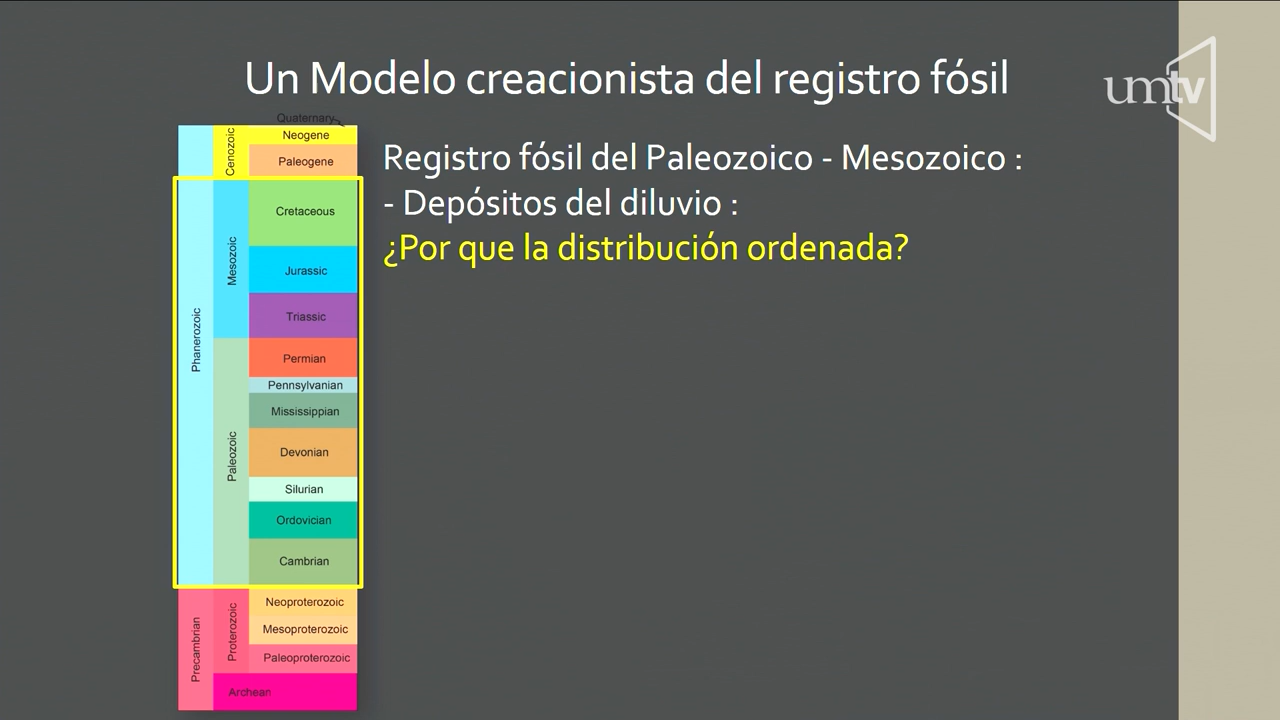 Un Modelo creacionista del registro fósil
umtv
Registro fósil del Paleozoico - Mesozoico :
- Depósitos del diluvio :
¿Por que la distribución ordenada?
Quaternary
Neogene
Paleogene
Cenozoic
Cretaceous
Jurassic
Triassic
Mesozoic
Phanerozoic
Permian
Pennsylvanian
Mississippian
Devonian
Silurian
Ordovician
Cambrian
Paleozoic
Neoproterozoic
Mesoproterozoic
Paleoproterozoic
Proterozoic
Precambrian
Archean